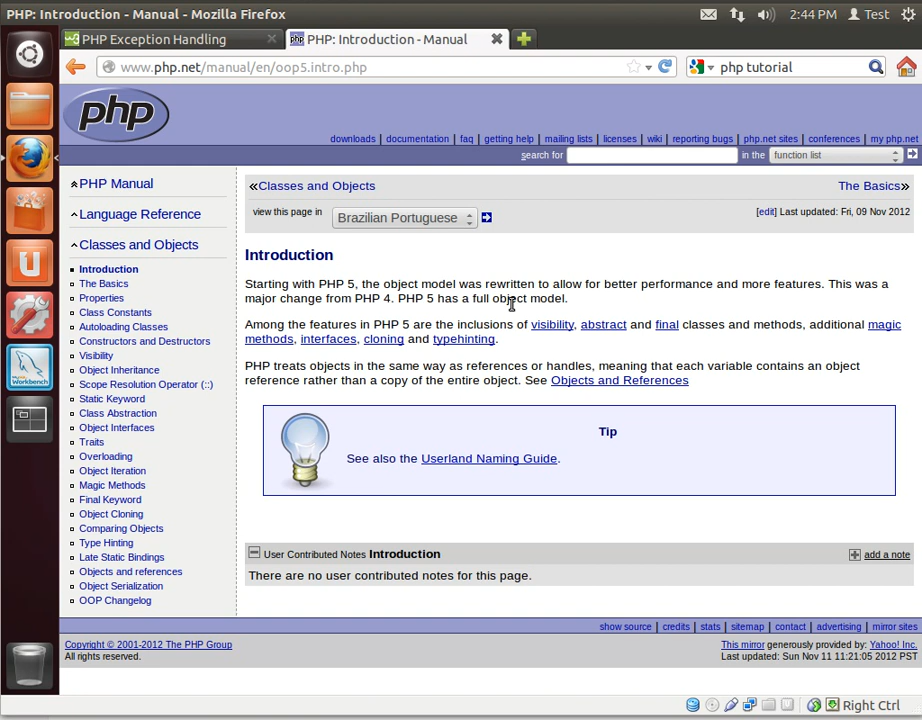 PHP: Introduction - Manual - Mozilla Firefox
2:44 PM Test
PHP Exception Handling
php PHP: Introduction - Manual
www.php.net/manual/en/oop5.intro.php
php tutorial
php
downloads | documentation | faq | getting help | mailing lists | licenses | wiki | reporting bugs | php.net sites | conferences | my php.net
search for in the function list
PHP Manual
Language Reference
Classes and Objects
Introduction
The Basics
Properties
Class Constants
Autoloading Classes
Constructors and Destructors
Visibility
Object Inheritance
Scope Resolution Operator (::)
Static Keyword
Class Abstraction
Object Interfaces
Traits
Overloading
Object Iteration
Magic Methods
Final Keyword
Object Cloning
Comparing Objects
Type Hinting
Late Static Bindings
Objects and references
Object Serialization
OOP Changelog
«Classes and Objects
The Basics»
view this page in Brazilian Portuguese
[edit] Last updated: Fri, 09 Nov 2012
Introduction
Starting with PHP 5, the object model was rewritten to allow for better performance and more features. This was a
major change from PHP 4. PHP 5 has a full object model.
Among the features in PHP 5 are the inclusions of visibility, abstract and final classes and methods, additional magic
methods, interfaces, cloning and typehinting.
PHP treats objects in the same way as references or handles, meaning that each variable contains an object
reference rather than a copy of the entire object. See Objects and References
Tip
See also the Userland Naming Guide.
User Contributed Notes Introduction
add a note
There are no user contributed notes for this page.
show source | credits | stats | sitemap | contact | advertising | mirror sites
Copyright © 2001-2012 The PHP Group
All rights reserved.
This mirror generously provided by: Yahoo! Inc.
Last updated: Sun Nov 11 11:21:05 2012 PST
Right Ctrl